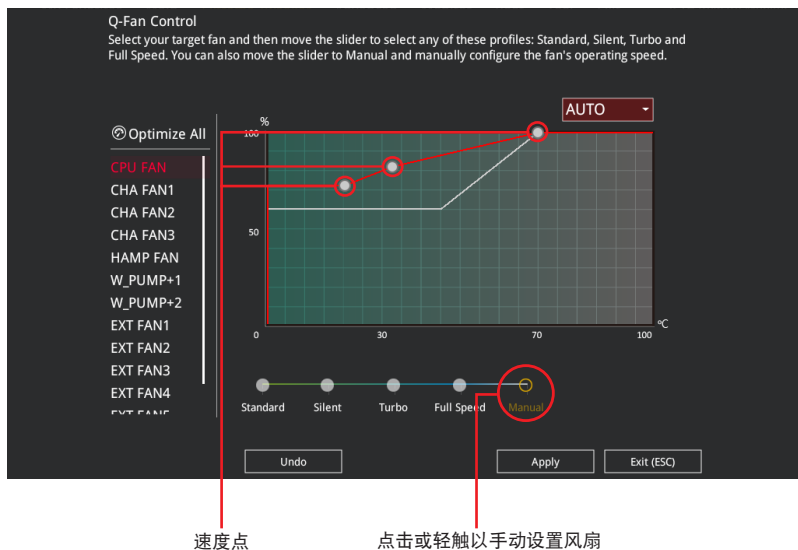 Q-Fan Control
Select your target fan and then move the slider to select any of these profiles: Standard, Silent, Turbo and
Full Speed. You can also move the slider to Manual and manually configure the fan's operating speed.
AUTO
%
Optimize All
100
CPU FAN
CHA FAN1
CHA FAN2
CHA FAN3
50
HAMP FAN
W_PUMP+1
W_PUMP+2
EXT FAN1
EXT FAN2
EXT FAN3
EXT FAN4
°C
0
30
70
100
Standard
Silent
Turbo
Full Speed
Manual
Undo
Apply
Exit (ESC)
速度点
点击或轻触以手动设置风扇